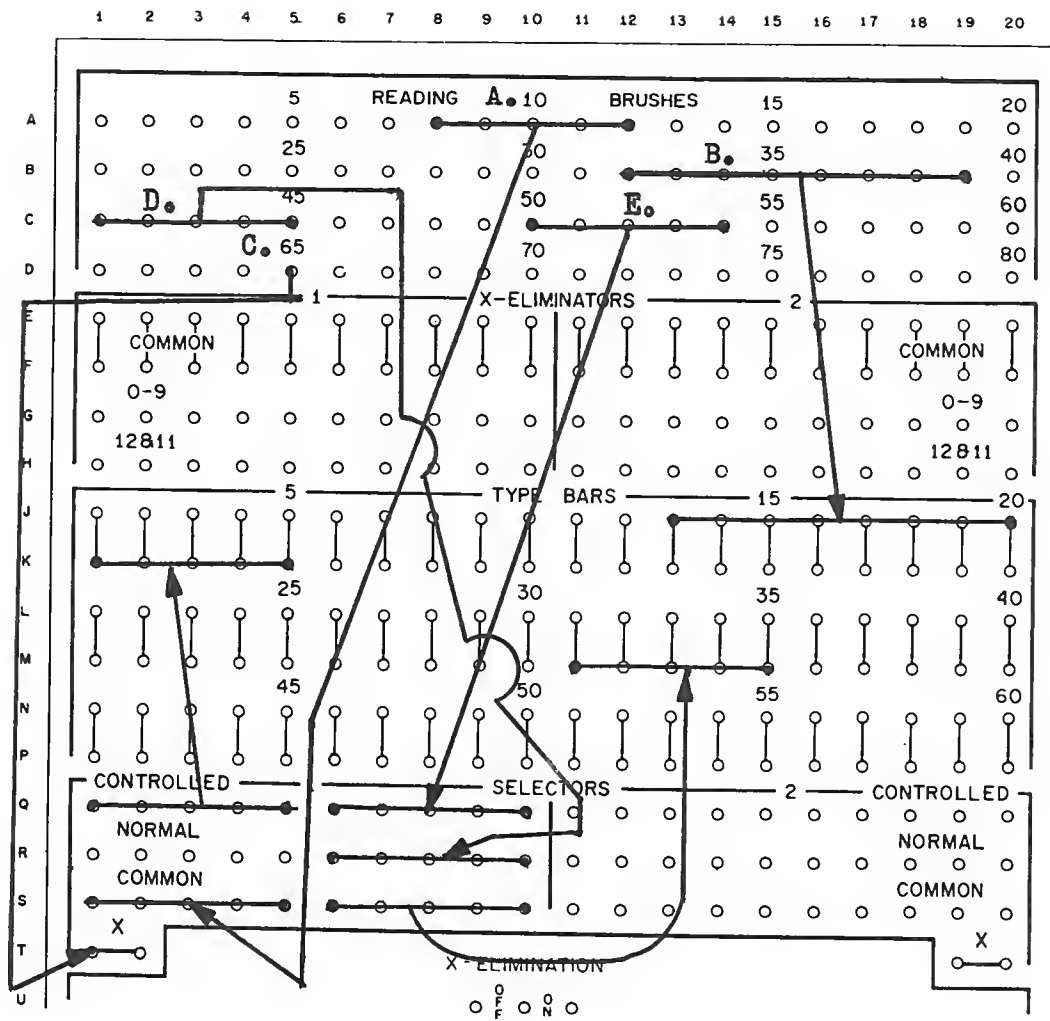 1 2 3 4 5 6 7 8 9 10 11 12 13 14 15 16 17 18 19 20
5 READING A. 10 BRUSHES 15 20
A
25 30 B. 35 40
B
D. 45 50 E. 55 60
C
C. 65 70 75 80
D
1 X-ELIMINATORS 2
E
COMMON COMMON
F
0-9 0-9
G
12&11 12&11
H
5 TYPE BARS 15 20
J
K
25 30 35 40
L
M
45 50 55 60
N
P
CONTROLLED SELECTORS 2 CONTROLLED
Q
NORMAL NORMAL
R
COMMON COMMON
S
X X
T
X-ELIMINATION
U
OFF ON